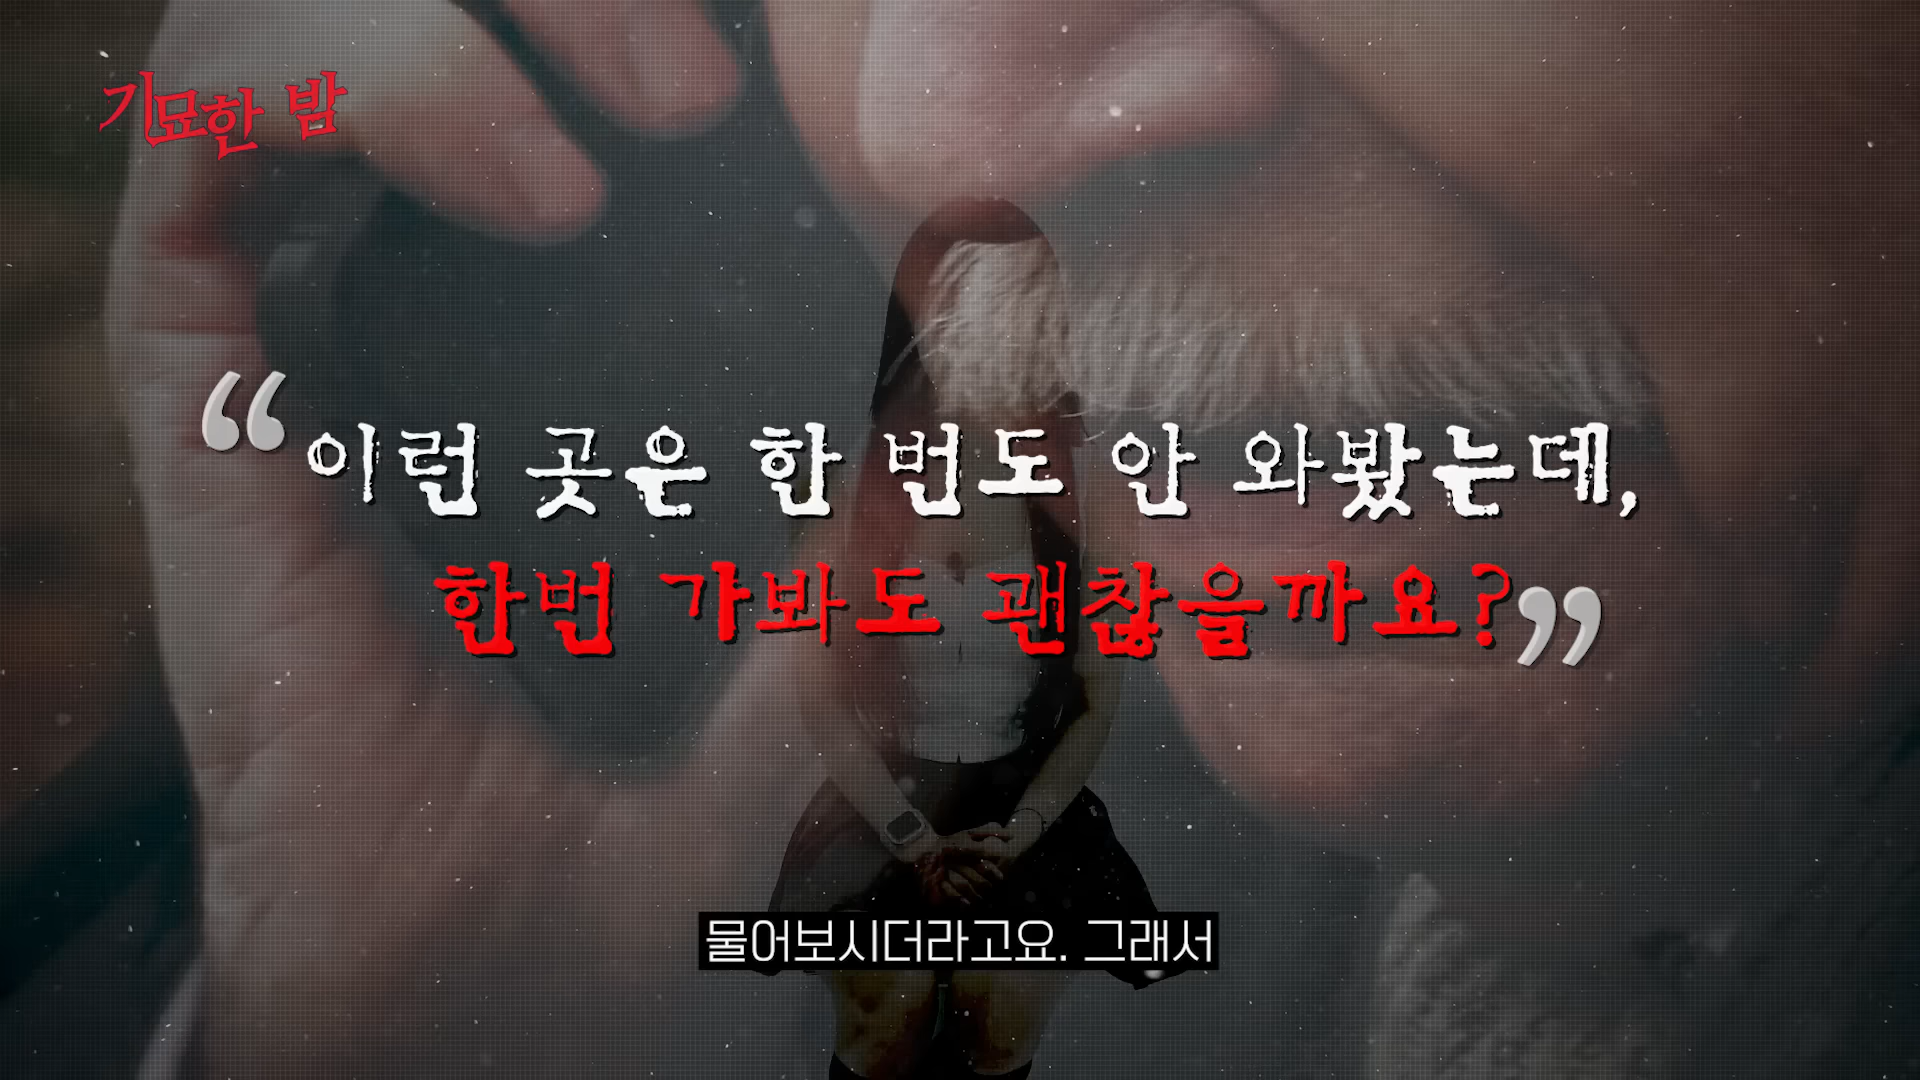 기묘한 밤
“이런 곳은 한 번도 안 와봤는데,
한번 가봐도 괜찮을까요?”
물어보시더라고요. 그래서